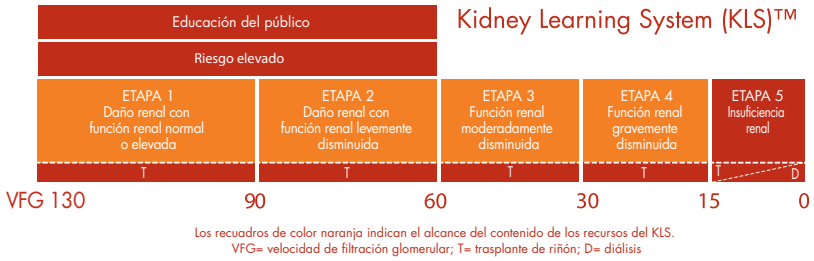 Educación del público
Kidney Learning System (KLS)™
Riesgo elevado
ETAPA 1
Daño renal con
función renal normal
o elevada
ETAPA 2
Daño renal con
función renal levemente
disminuida
ETAPA 3
Función renal
moderadamente
disminuida
ETAPA 4
Función renal
gravemente
disminuida
ETAPA 5
Insuficiencia
renal
T
T
T
T
T
D
VFG 130
90
60
30
15
0
Los recuadros de color naranja indican el alcance del contenido de los recursos del KLS.
VFG= velocidad de filtración glomerular; T= trasplante de riñón; D= diálisis